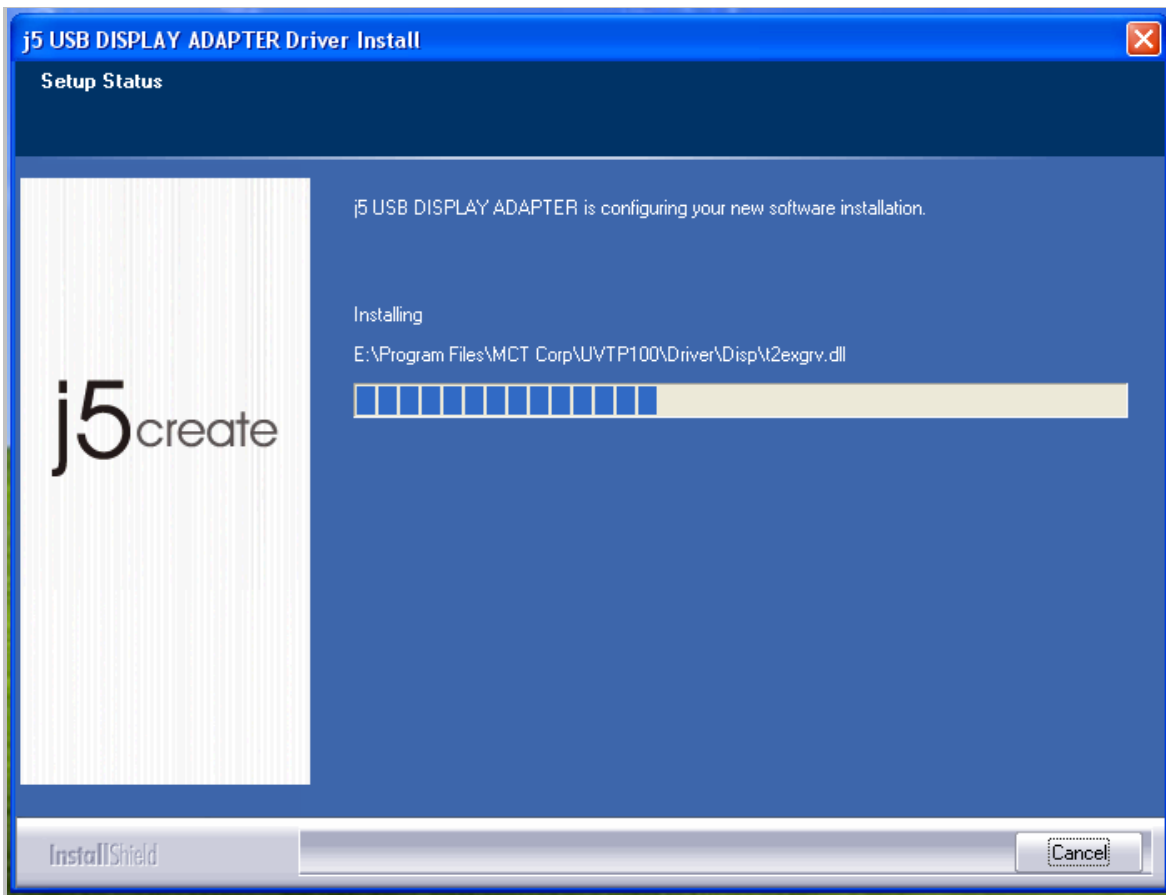 j5 USB DISPLAY ADAPTER Driver Install
Setup Status
j5 USB DISPLAY ADAPTER is configuring your new software installation.
Installing
E:\Program Files\MCT Corp\UVTP100\Driver\Disp\t2exgrv.dll
j5create
InstallShield
Cancel